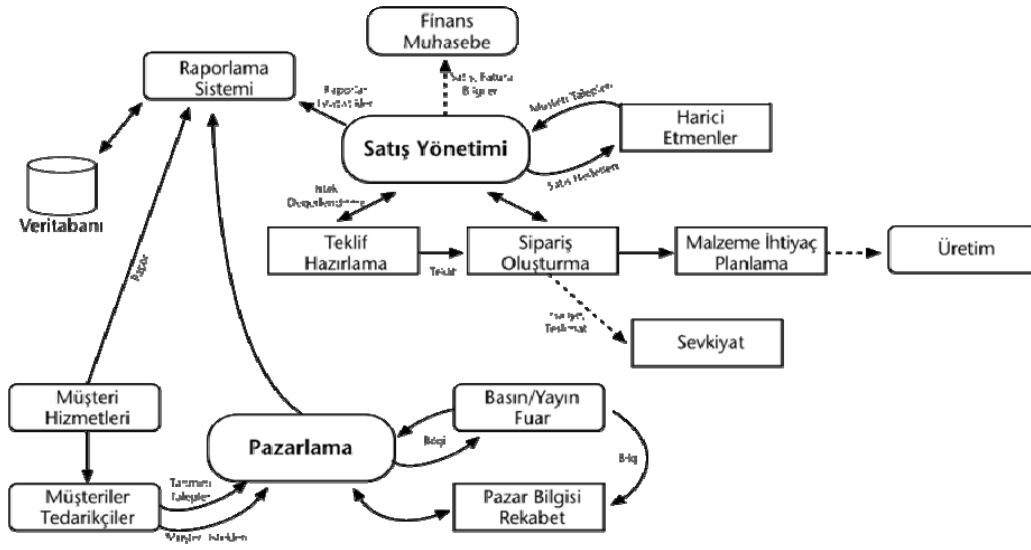 Finans
Muhasebe
Raporlama
Sistemi
Satış Yönetimi
Harici
Etmenler
Veritabanı
Teklif
Hazırlama
Teklif
Sipariş
Oluşturma
Malzeme İhtiyaç
Planlama
Üretim
Sevkiyat
Rapor
Müşteri
Hizmetleri
Basın/Yayın
Fuar
Pazarlama
Bilgi
Bilgi
Müşteriler
Tedarikçiler
Pazar Bilgisi
Rekabet